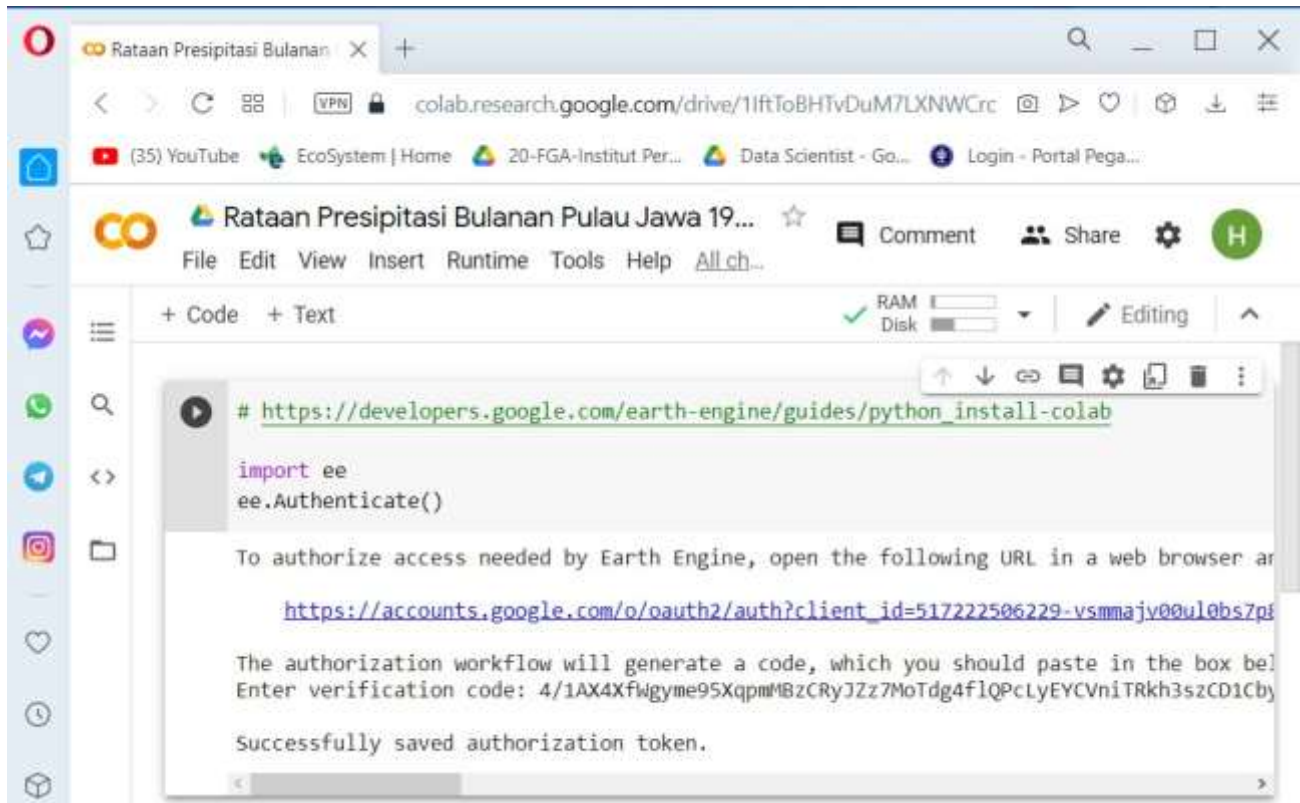 Rataan Presipitasi Bulanan
VPN colab.research.google.com/drive/1IftToBHTvDuM7LXNWCrc
(35) YouTube EcoSystem | Home 20-FGA-Institut Per... Data Scientist - Go... Login - Portal Pega...
CO Rataan Presipitasi Bulanan Pulau Jawa 19... Comment Share H
File Edit View Insert Runtime Tools Help All ch...
+ Code + Text RAM Disk Editing
# https://developers.google.com/earth-engine/guides/python_install-colab
import ee
ee.Authenticate()
To authorize access needed by Earth Engine, open the following URL in a web browser an
https://accounts.google.com/o/oauth2/auth?client_id=517222506229-vsmmajv00ul0bs7p8
The authorization workflow will generate a code, which you should paste in the box bel
Enter verification code: 4/1AX4XfWgyme95XqpmMBzCRyJZz7MoTdg4flQPcLyEYCVniTRkh3szCD1Cby
Successfully saved authorization token.